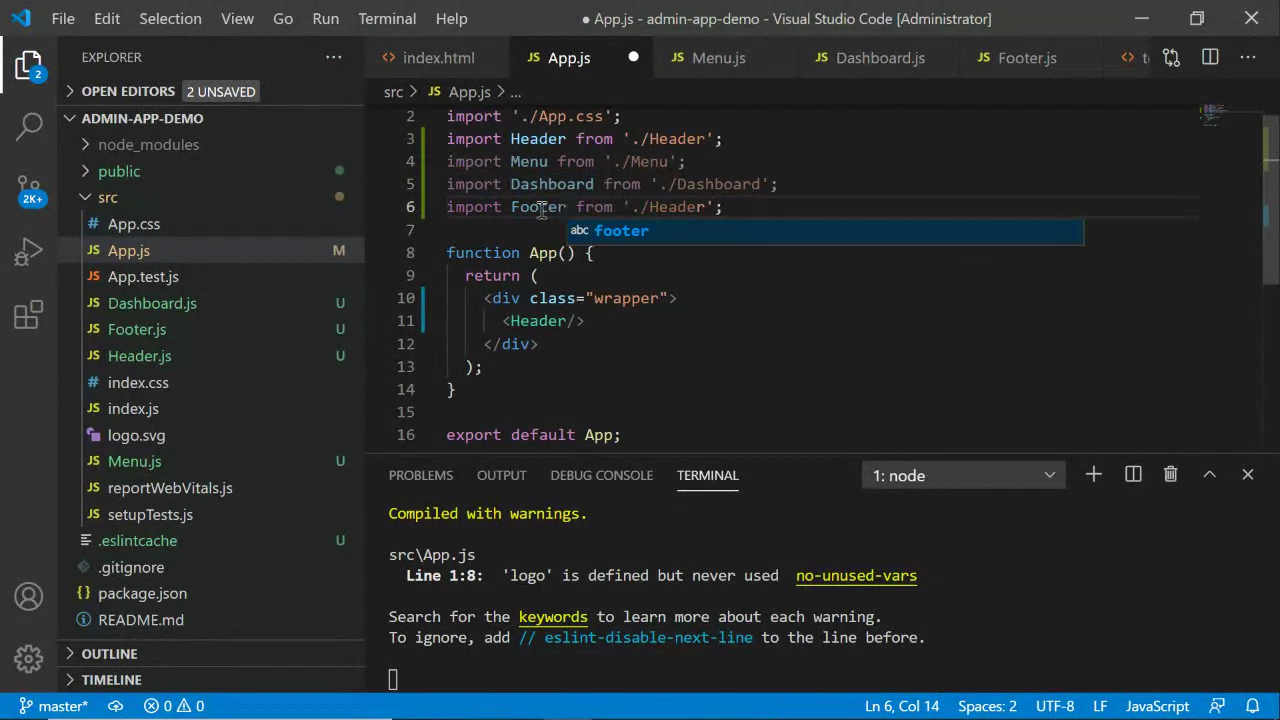 File Edit Selection View Go Run Terminal Help ● App.js - admin-app-demo - Visual Studio Code [Administrator]
EXPLORER
index.html
JS App.js
JS Menu.js
JS Dashboard.js
JS Footer.js
2
OPEN EDITORS 2 UNSAVED
src > JS App.js > ...
ADMIN-APP-DEMO
node_modules
public
src
# App.css
JS App.js M
JS App.test.js
JS Dashboard.js U
JS Footer.js U
JS Header.js U
# index.css
JS index.js
logo.svg
JS Menu.js U
JS reportWebVitals.js
JS setupTests.js
.eslintcache U
.gitignore
{} package.json
README.md
OUTLINE
TIMELINE
2K+
2 import './App.css';
3 import Header from './Header';
4 import Menu from './Menu';
5 import Dashboard from './Dashboard';
6 import Footer from './Header';
abc footer
7
8 function App() {
9 return (
10 <div class="wrapper">
11 <Header/>
12 </div>
13 );
14 }
15
16 export default App;
PROBLEMS OUTPUT DEBUG CONSOLE TERMINAL 1: node
Compiled with warnings.
src\App.js
Line 1:8: 'logo' is defined but never used no-unused-vars
Search for the keywords to learn more about each warning.
To ignore, add // eslint-disable-next-line to the line before.
master* 0 0 Ln 6, Col 14 Spaces: 2 UTF-8 LF JavaScript